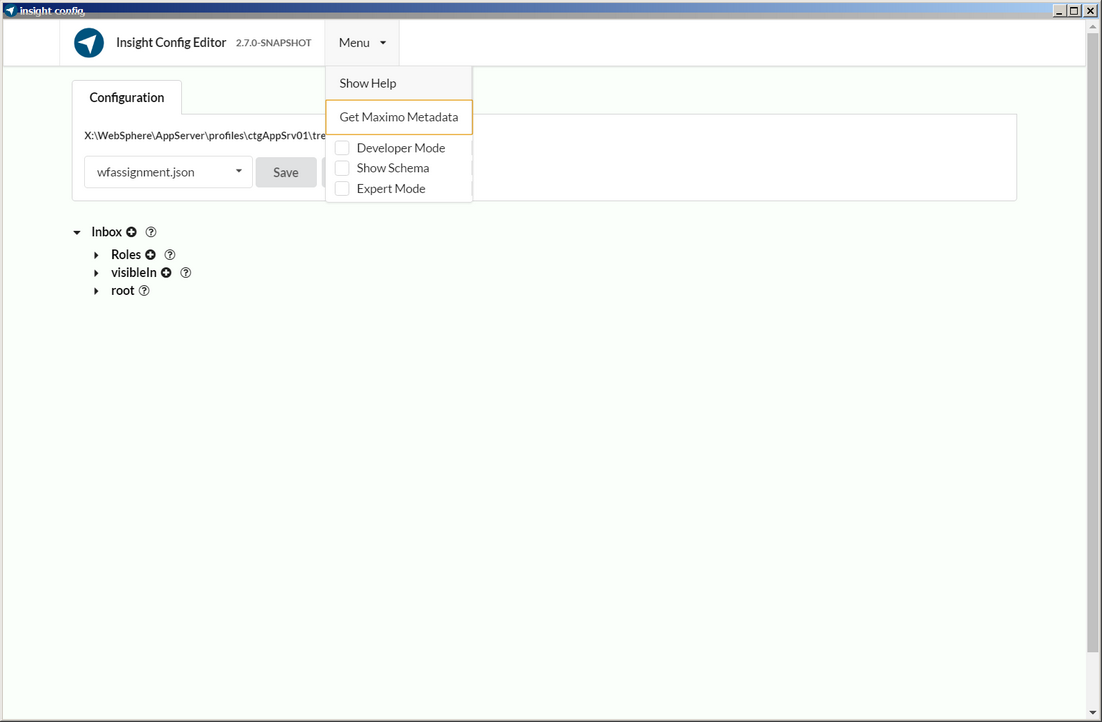 insight config
Insight Config Editor 2.7.0-SNAPSHOT Menu
Show Help
Configuration
Get Maximo Metadata
X:\WebSphere\AppServer\profiles\ctgAppSrv01\tre
Developer Mode
wfassignment.json Save Show Schema
Expert Mode
Inbox
Roles
visibleIn
root